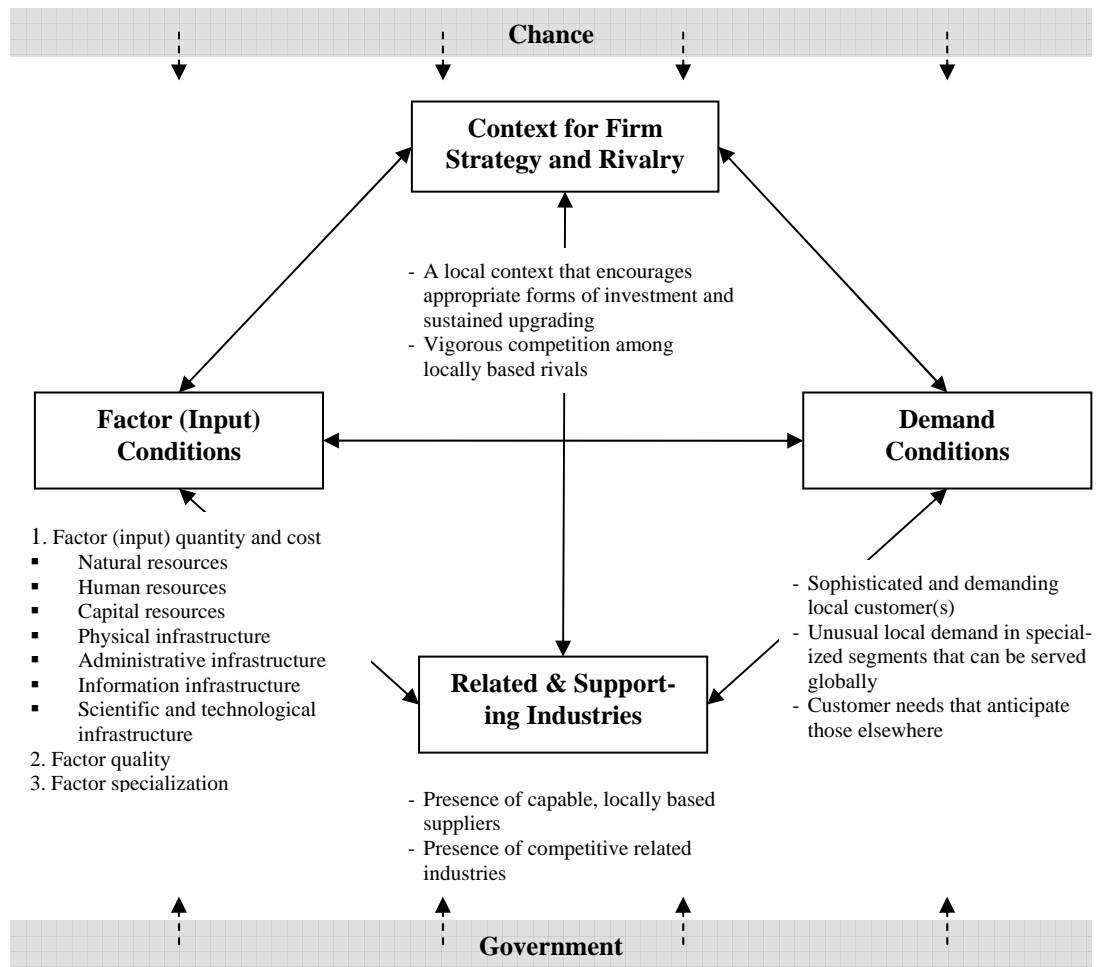 Chance
Context for Firm
Strategy and Rivalry
- A local context that encourages
appropriate forms of investment and
sustained upgrading
- Vigorous competition among
locally based rivals
Factor (Input)
Conditions
Demand
Conditions
1. Factor (input) quantity and cost
▪ Natural resources
▪ Human resources
▪ Capital resources
▪ Physical infrastructure
▪ Administrative infrastructure
▪ Information infrastructure
▪ Scientific and technological
infrastructure
2. Factor quality
3. Factor specialization
- Sophisticated and demanding
local customer(s)
- Unusual local demand in special-
ized segments that can be served
globally
- Customer needs that anticipate
those elsewhere
Related & Support-
ing Industries
- Presence of capable, locally based
suppliers
- Presence of competitive related
industries
Government